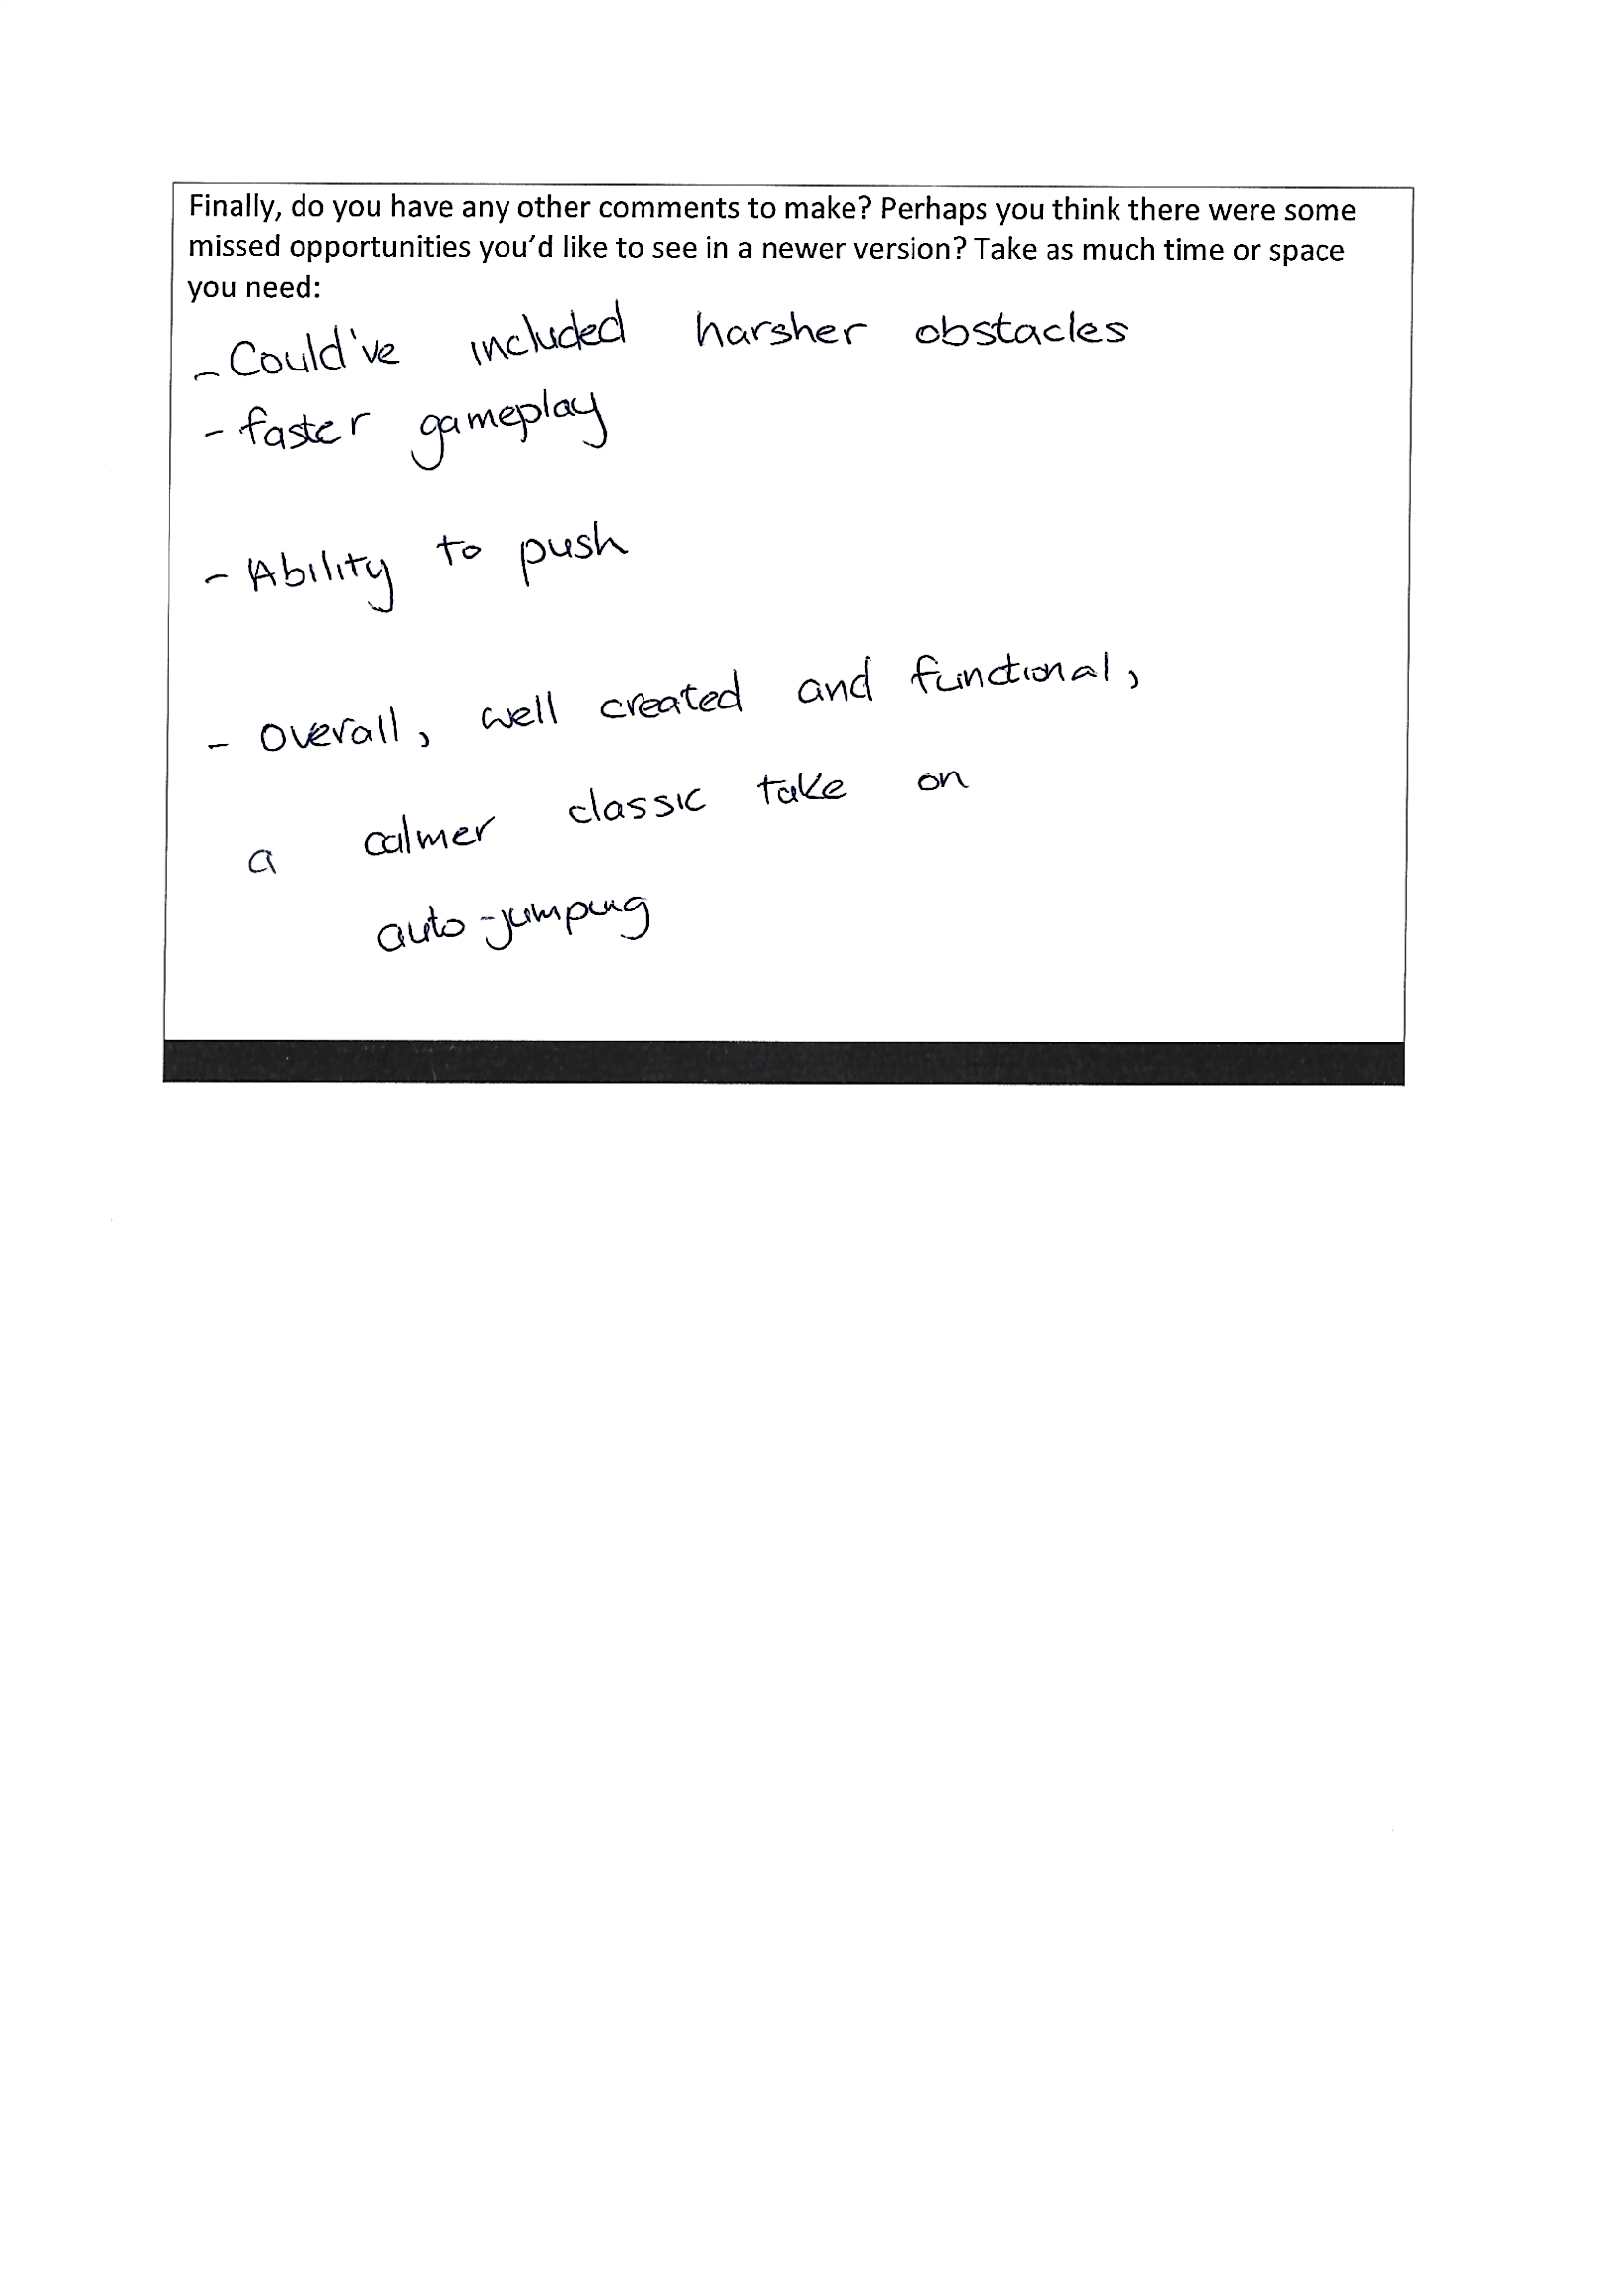 Finally, do you have any other comments to make? Perhaps you think there were some
missed opportunities you'd like to see in a newer version? Take as much time or space
you need:
- Could've included harsher obstacles
- faster gameplay
- Ability to push
- Overall, well created and functional,
a calmer classic take on
auto-jumping